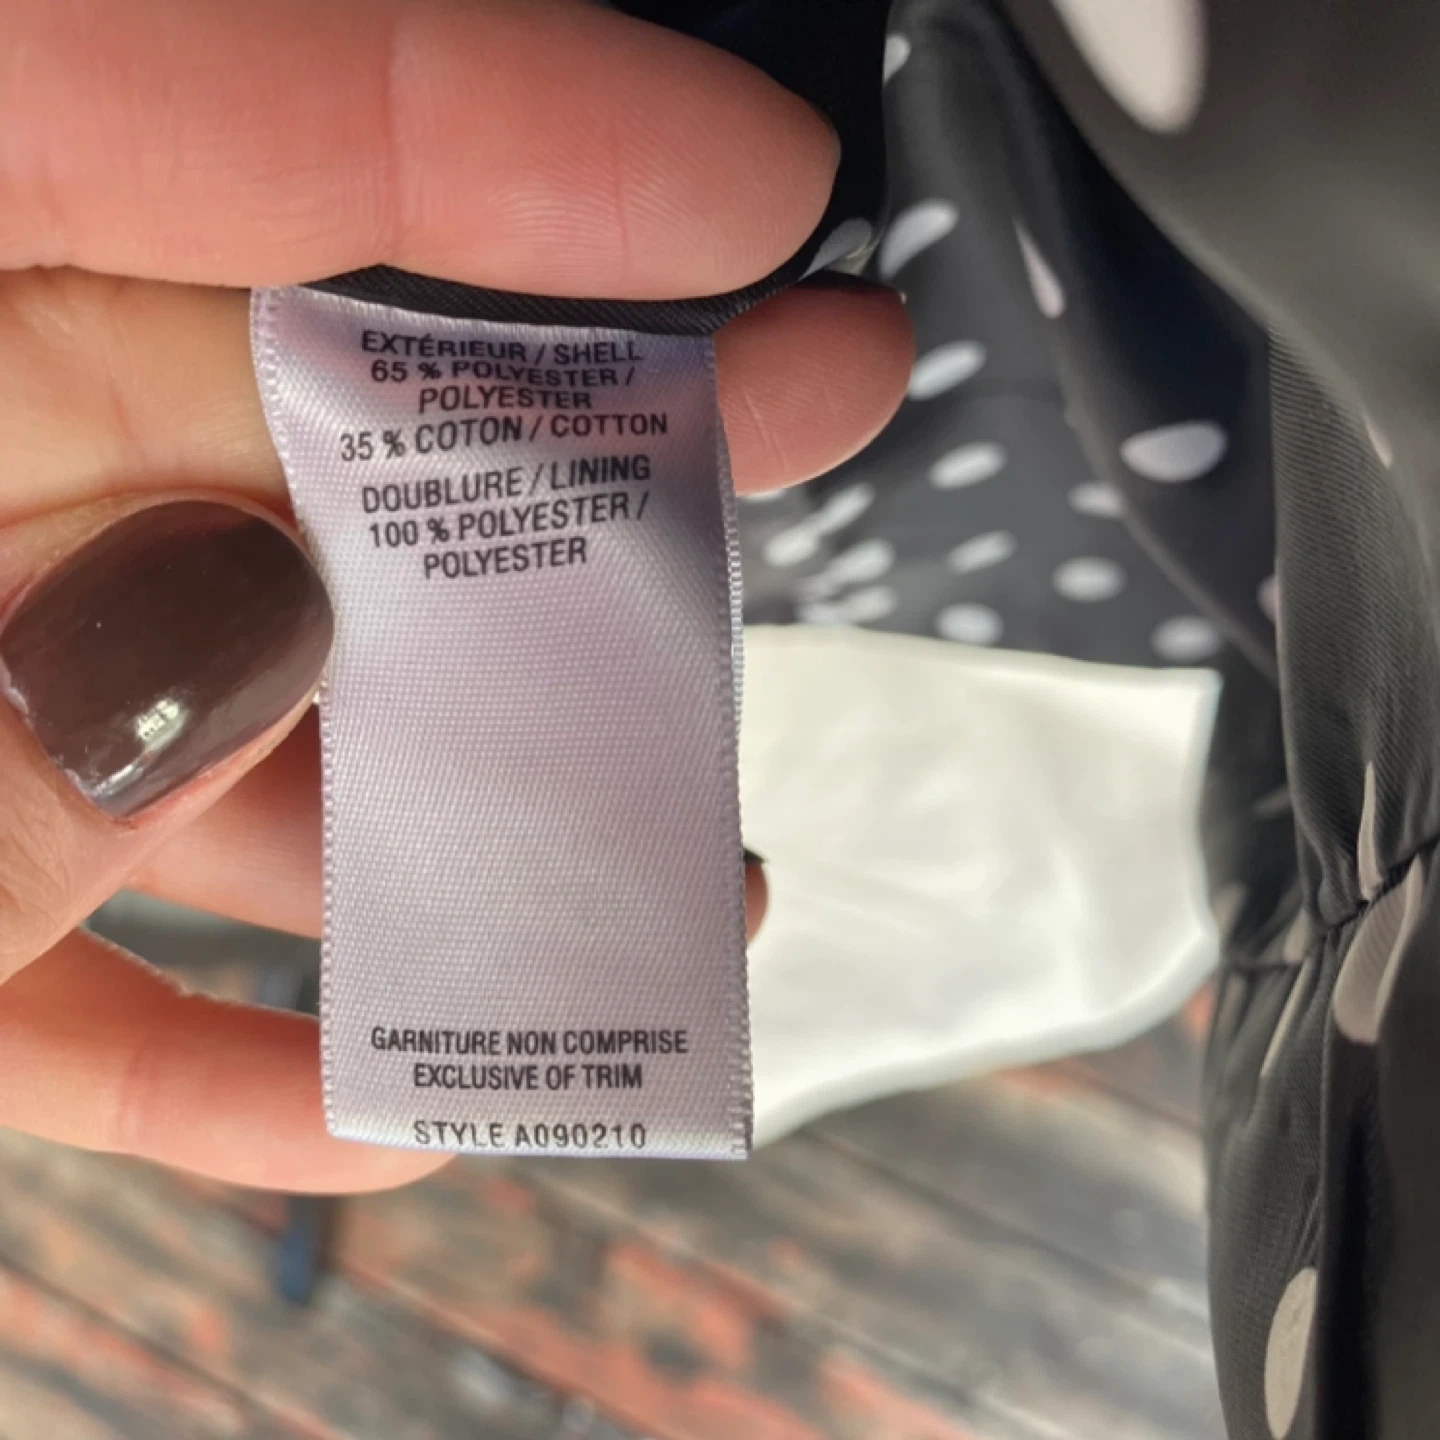 EXTÉRIEUR / SHELL
65 % POLYESTER /
POLYESTER
35 % COTON / COTTON
DOUBLURE / LINING
100 % POLYESTER /
POLYESTER
GARNITURE NON COMPRISE
EXCLUSIVE OF TRIM
STYLE A090210